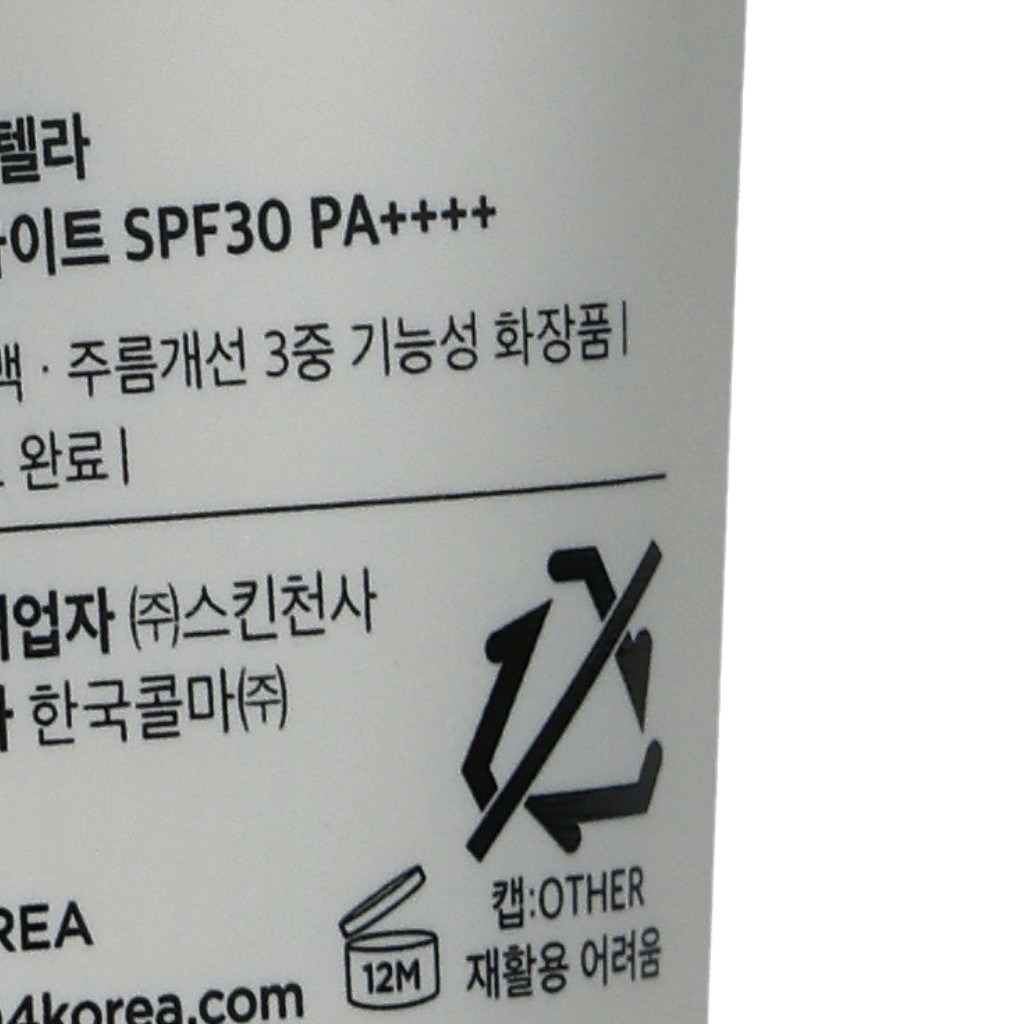 텔라
이트 SPF30 PA++++
백 · 주름개선 3중 기능성 화장품|
완료|
업자 ㈜스킨천사
한국콜마㈜
REA
4korea.com
12M
캡:OTHER
재활용 어려움